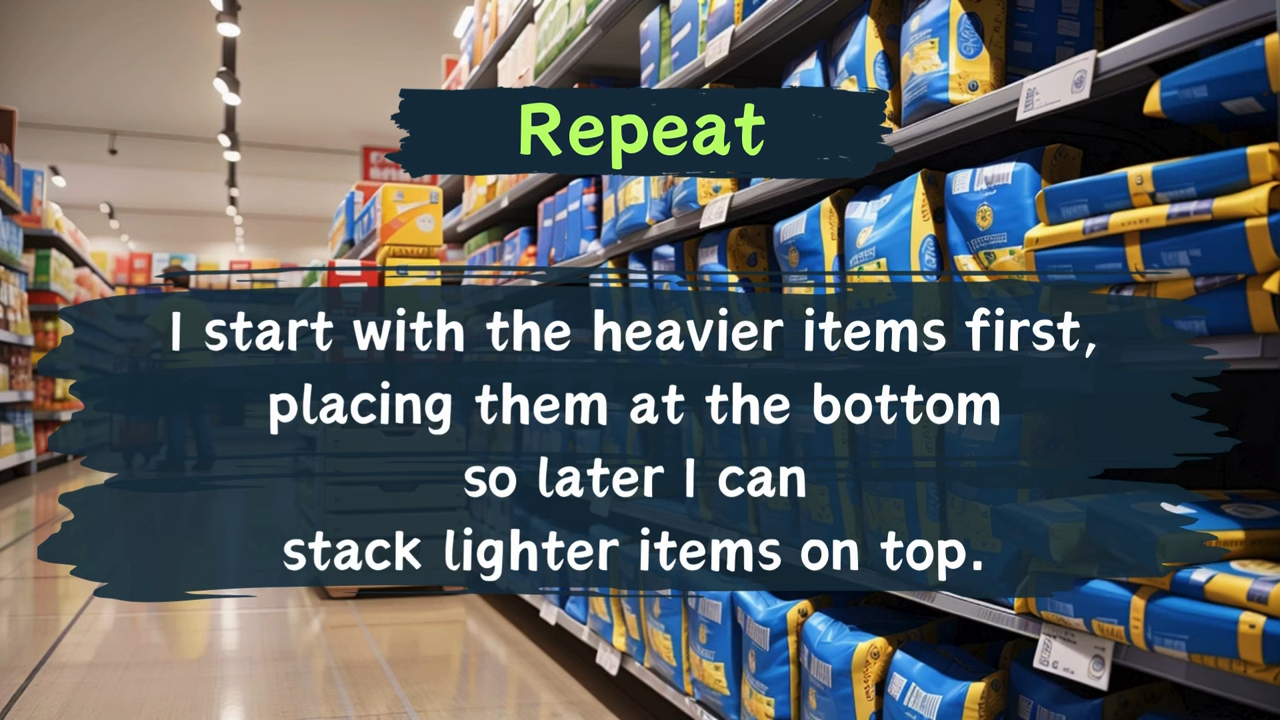 Repeat
I start with the heavier items first,
placing them at the bottom
so later I can
stack lighter items on top.